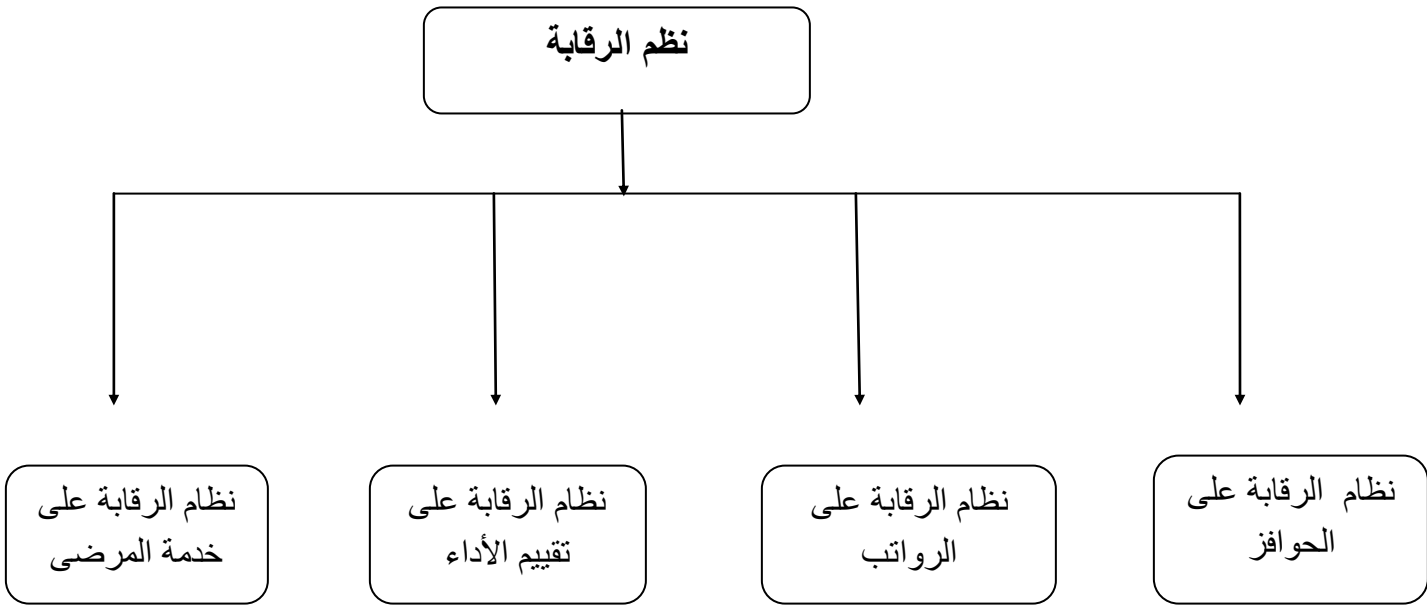 نظم الرقابة
نظام الرقابة على
الحوافز
نظام الرقابة على
الرواتب
نظام الرقابة على
تقييم الأداء
نظام الرقابة على
خدمة المرضى